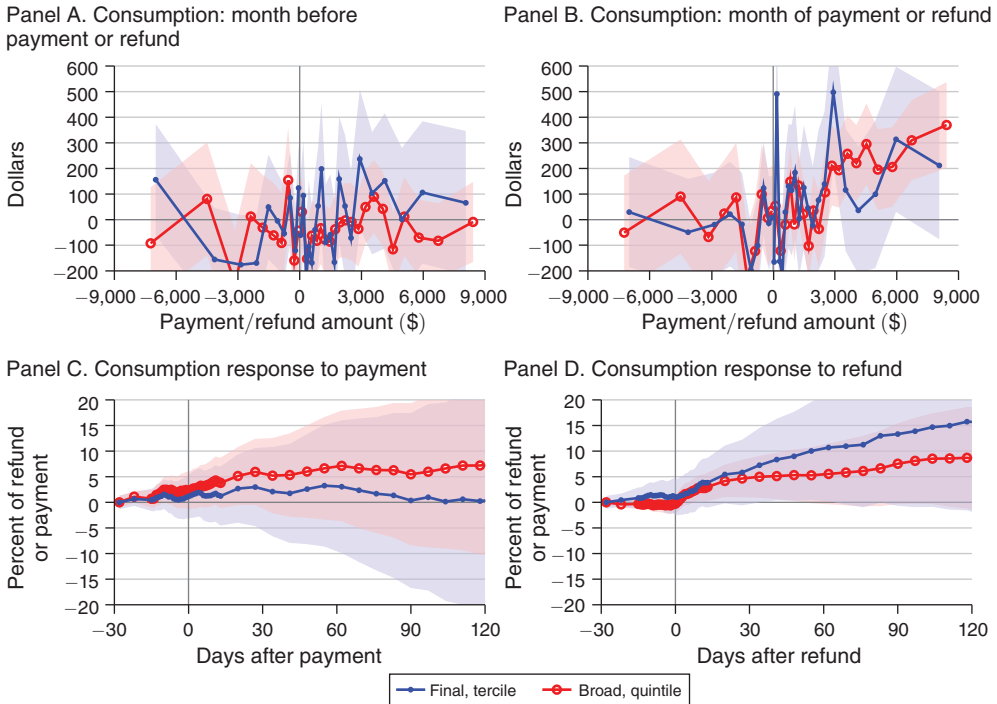 Panel A. Consumption: month before
payment or refund
Panel B. Consumption: month of payment or refund
600
500
400
300
200
100
0
−100
−200
Dollars
−9,000 −6,000 −3,000 0 3,000 6,000 9,000
Payment/refund amount ($)
600
500
400
300
200
100
0
−100
−200
Dollars
−9,000 −6,000 −3,000 0 3,000 6,000 9,000
Payment/refund amount ($)
Panel C. Consumption response to payment
20
15
10
5
0
−5
−10
−15
−20
Percent of refund
or payment
−30 0 30 60 90 120
Days after payment
Panel D. Consumption response to refund
20
15
10
5
0
−5
−10
−15
−20
Percent of refund
or payment
−30 0 30 60 90 120
Days after refund
Final, tercile Broad, quintile